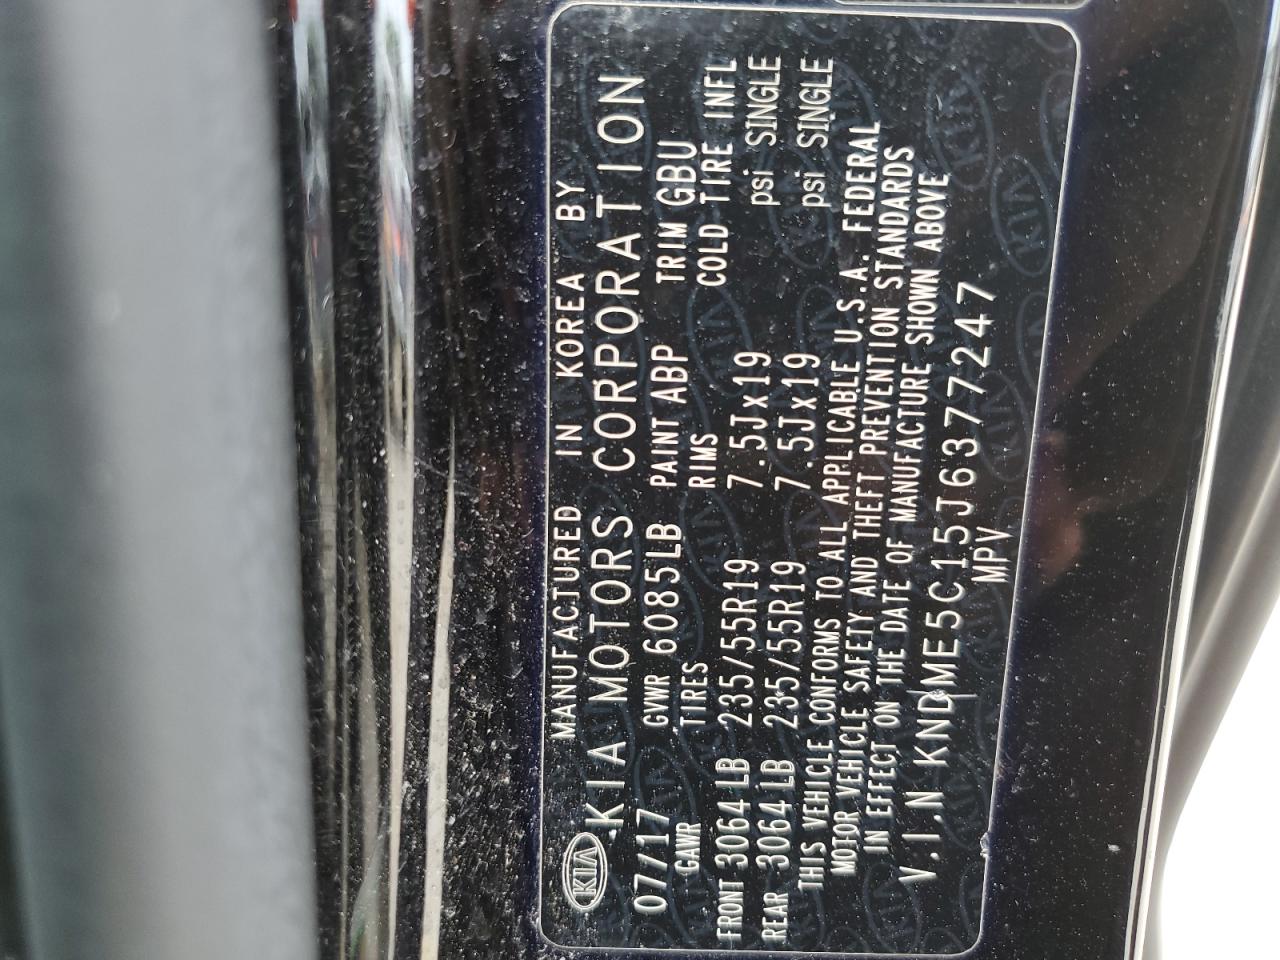 MANUFACTURED IN KOREA BY
KIA KIA MOTORS CORPORATION
07/17 GVWR 6085LB PAINT ABP TRIM GBU
GAWR TIRES RIMS COLD TIRE INFL
FRONT 3064 LB 235/55R19 7.5Jx19 psi SINGLE
REAR 3064 LB 235/55R19 7.5Jx19 psi SINGLE
THIS VEHICLE CONFORMS TO ALL APPLICABLE U.S.A. FEDERAL
MOTOR VEHICLE SAFETY AND THEFT PREVENTION STANDARDS
IN EFFECT ON THE DATE OF MANUFACTURE SHOWN ABOVE
V.I.N KNDME5C15J6377247
MPV